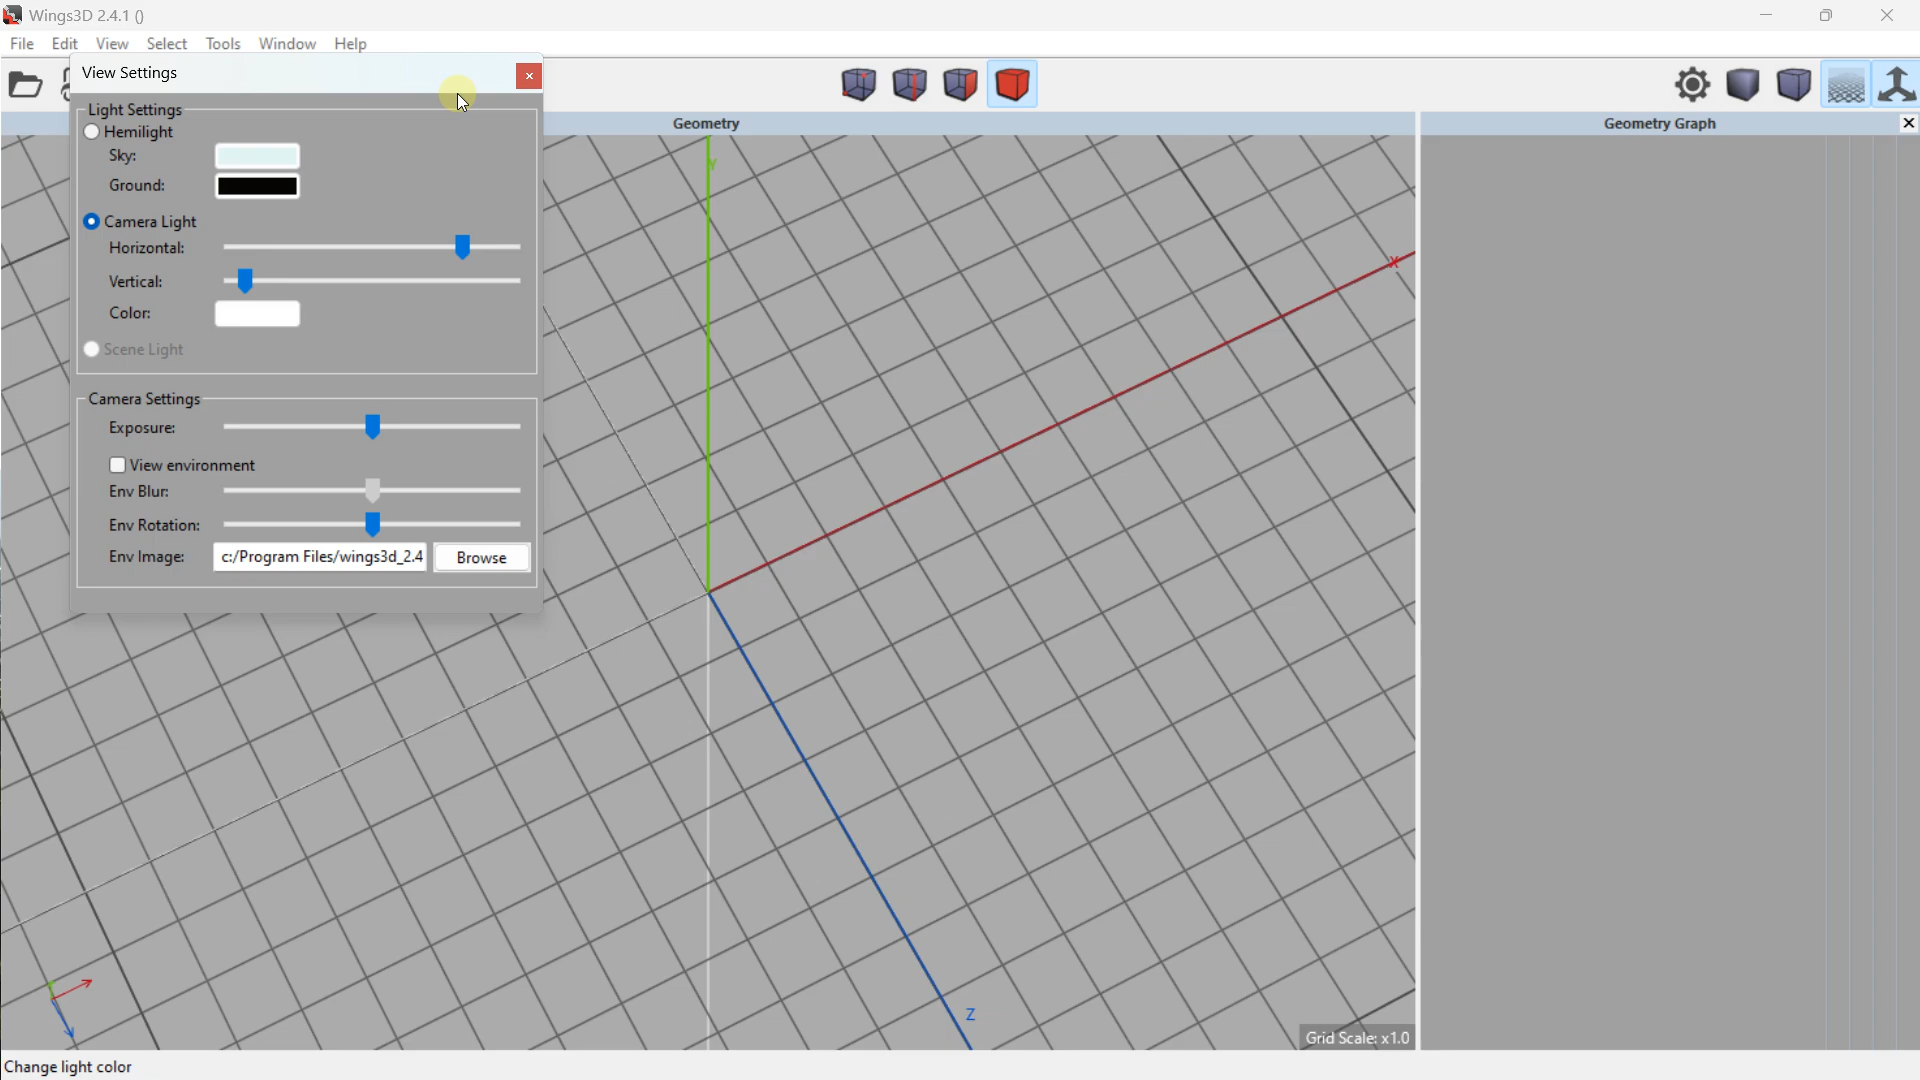 Wings3D 2.4.1 ()
File Edit View Select Tools Window Help
View Settings
Light Settings
Hemilight
Sky:
Ground:
Camera Light
Horizontal:
Vertical:
Color:
Scene Light
Camera Settings
Exposure:
View environment
Env Blur:
Env Rotation:
Env Image: c:/Program Files/wings3d_2.4 Browse
Geometry
Y
X
Z
Grid Scale: x1.0
Geometry Graph
Change light color